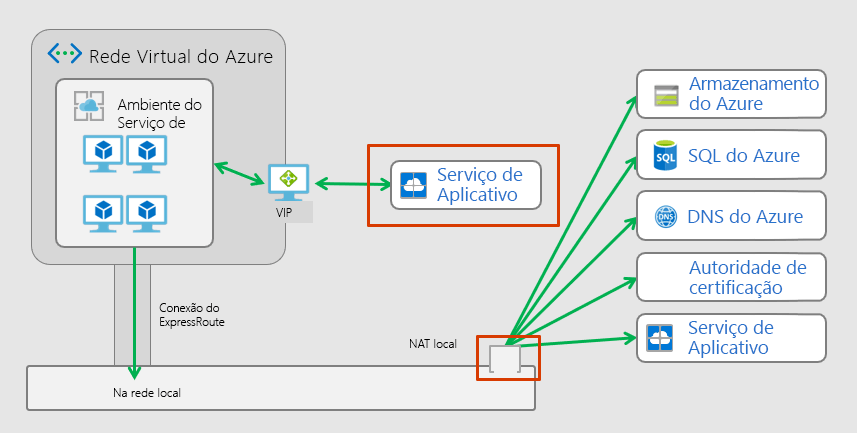 Rede Virtual do Azure
Ambiente do
Serviço de
VIP
Serviço de
Aplicativo
Conexão do
ExpressRoute
Na rede local
NAT local
Armazenamento
do Azure
SQL
SQL do Azure
DNS
DNS do Azure
Autoridade de
certificação
Serviço de
Aplicativo